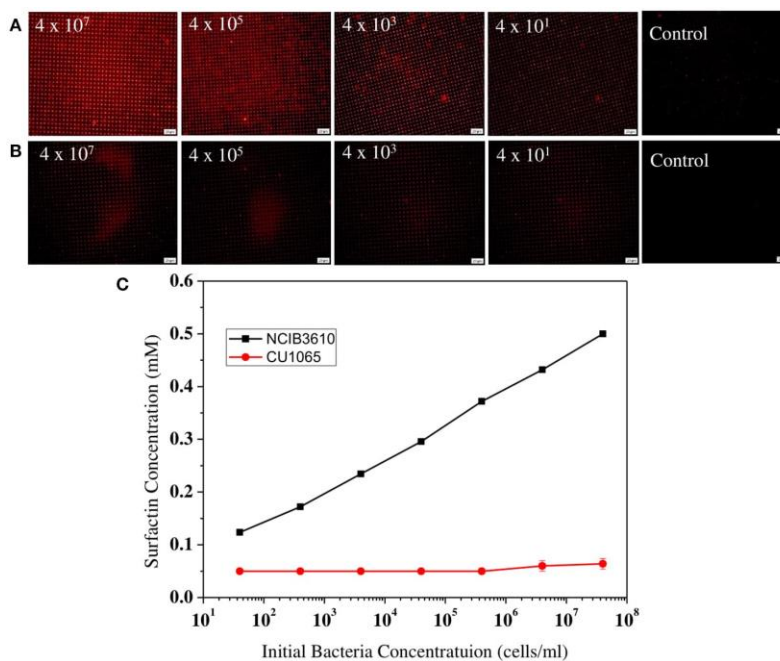 A
4 x 10⁷
4 x 10⁵
4 x 10³
4 x 10¹
Control
B
4 x 10⁷
4 x 10⁵
4 x 10³
4 x 10¹
Control
C
0.6
0.5
0.4
0.3
0.2
0.1
0.0
Surfactin Concentration (mM)
NCIB3610
CU1065
10¹
10²
10³
10⁴
10⁵
10⁶
10⁷
10⁸
Initial Bacteria Concentratuion (cells/ml)